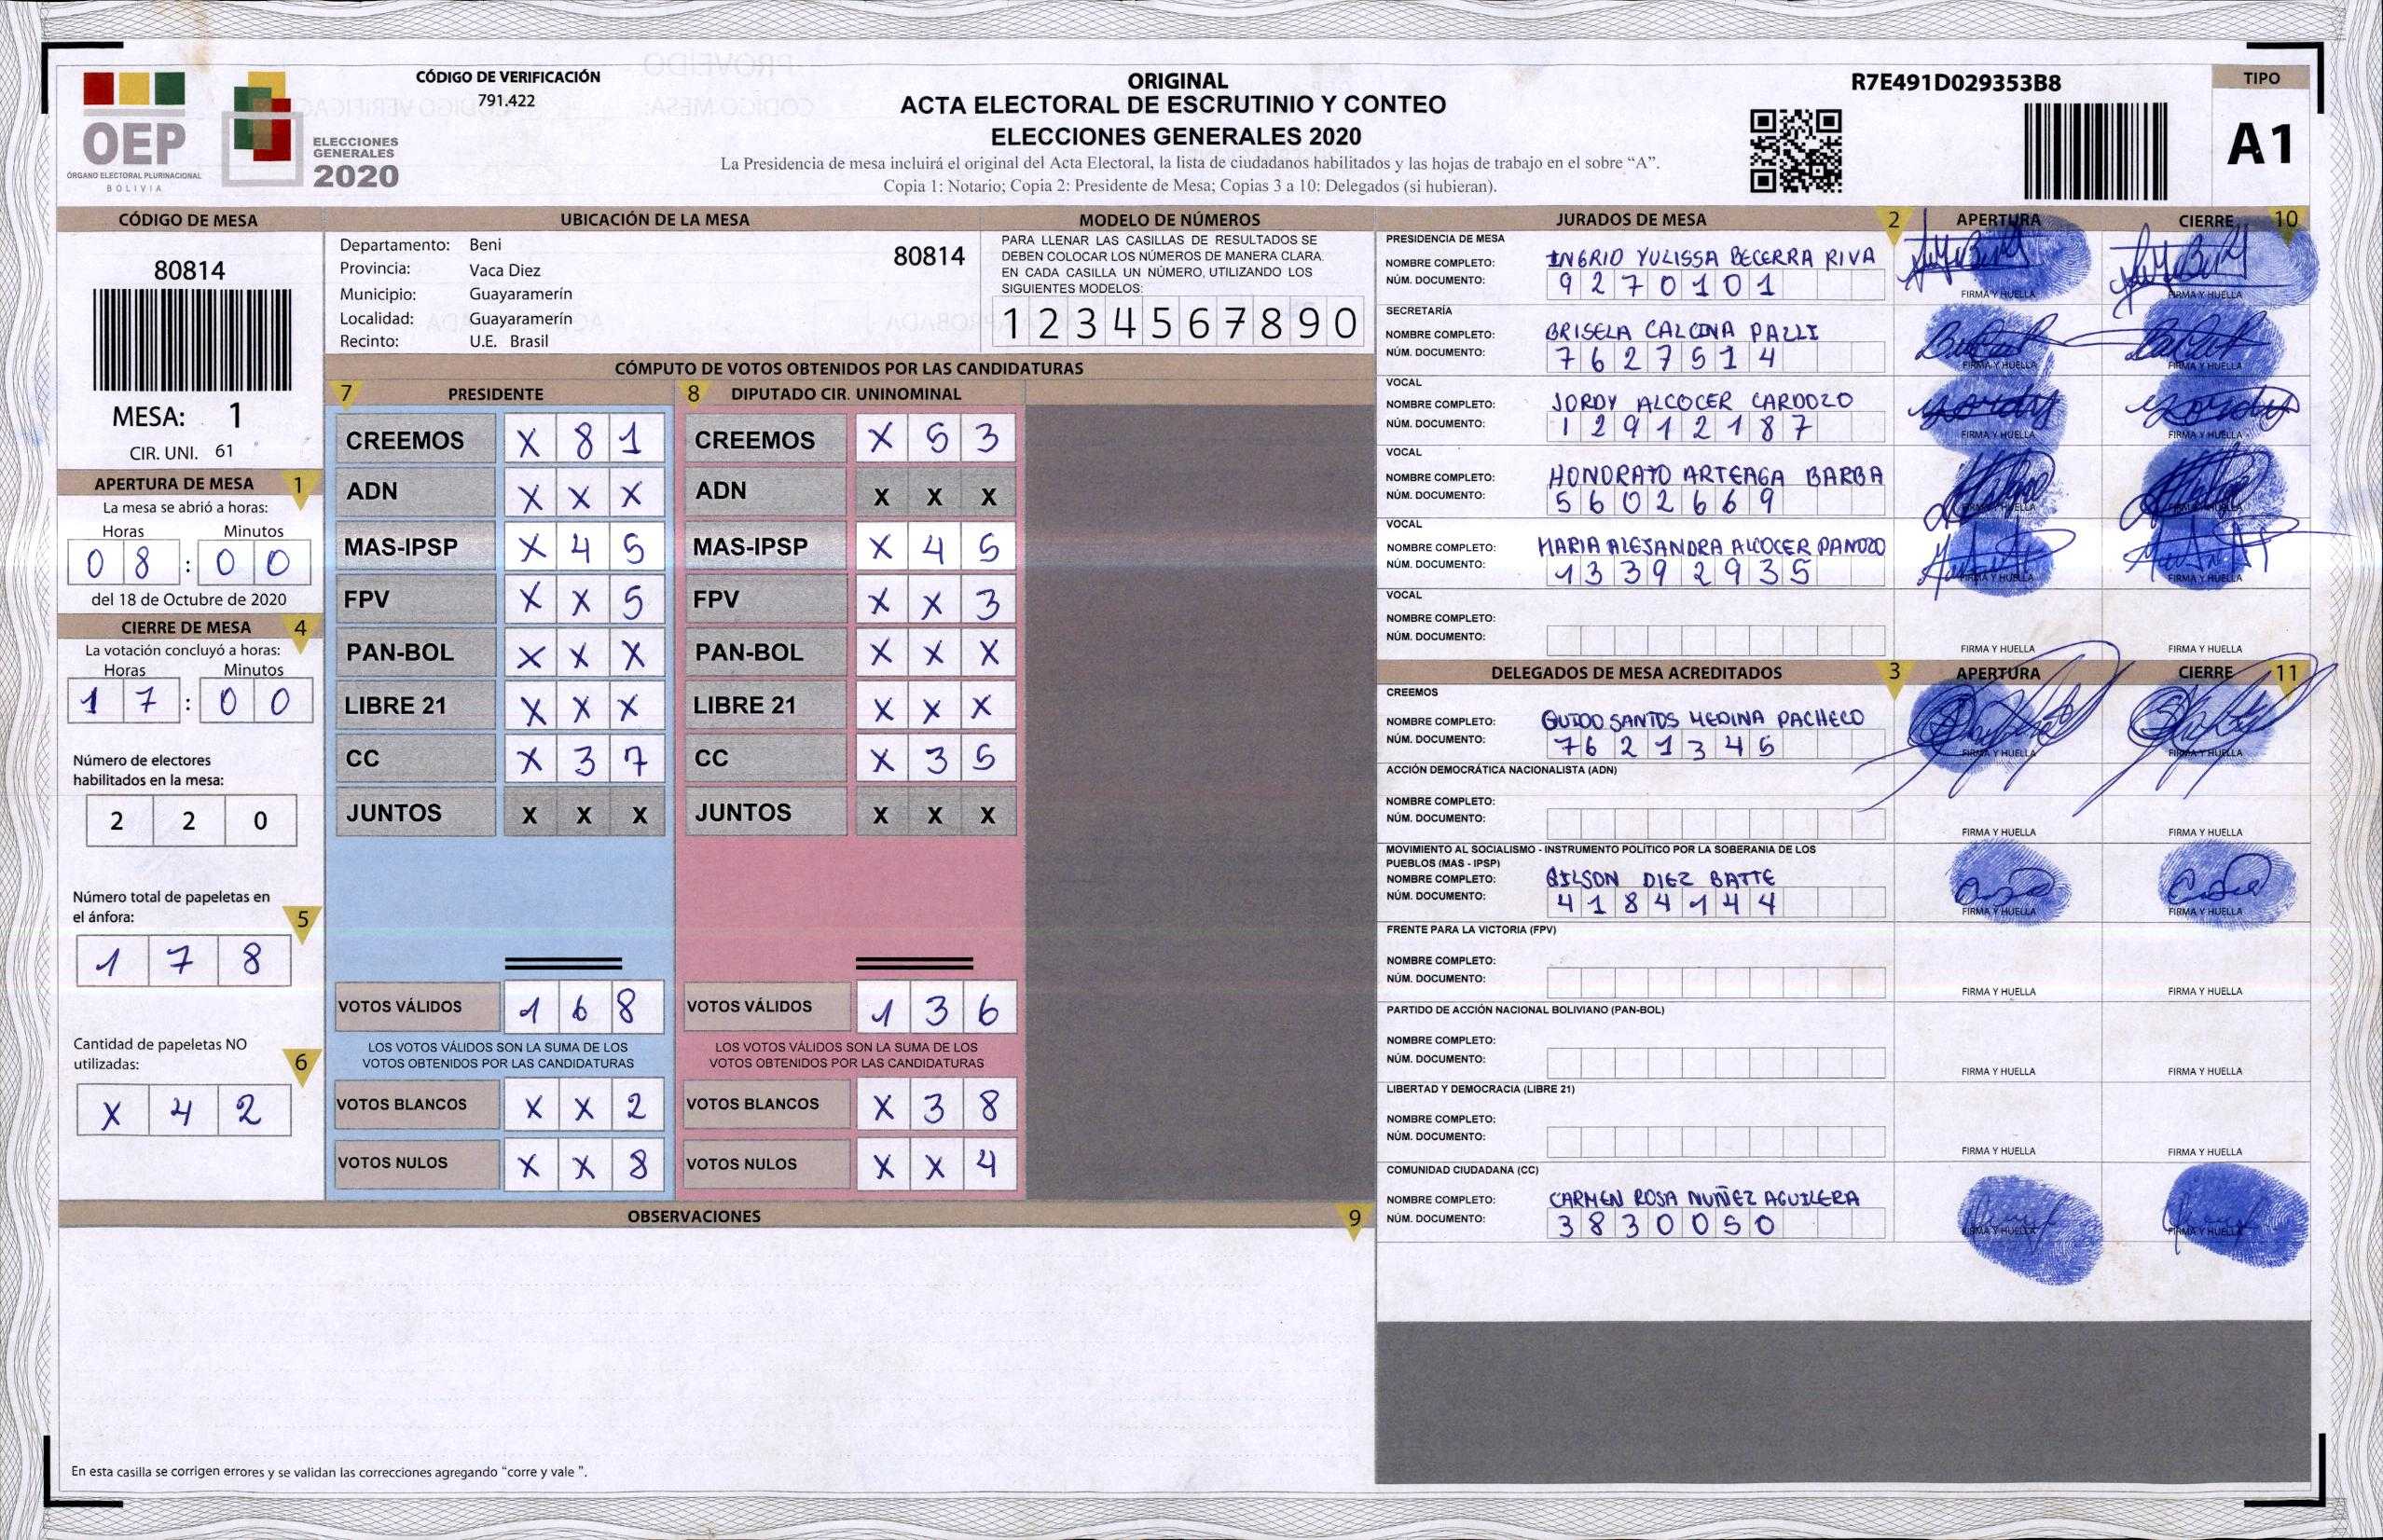 CÓDIGO DE VERIFICACIÓN
791.422
OEP
ÓRGANO ELECTORAL PLURINACIONAL
BOLIVIA
ELECCIONES
GENERALES
2020
ORIGINAL
ACTA ELECTORAL DE ESCRUTINIO Y CONTEO
ELECCIONES GENERALES 2020
La Presidencia de mesa incluirá el original del Acta Electoral, la lista de ciudadanos habilitados y las hojas de trabajo en el sobre “A”.
Copia 1: Notario; Copia 2: Presidente de Mesa; Copias 3 a 10: Delegados (si hubieran).
R7E491D029353B8
TIPO
A1
CÓDIGO DE MESA
80814
MESA: 1
CIR. UNI. 61
APERTURA DE MESA 1
La mesa se abrió a horas:
Horas Minutos
0 8 : 0 0
del 18 de Octubre de 2020
CIERRE DE MESA 4
La votación concluyó a horas:
Horas Minutos
1 7 : 0 0
Número de electores
habilitados en la mesa:
2 2 0
Número total de papeletas en
el ánfora: 5
1 7 8
Cantidad de papeletas NO
utilizadas: 6
X 4 2
UBICACIÓN DE LA MESA
Departamento: Beni
80814
Provincia: Vaca Diez
Municipio: Guayaramerín
Localidad: Guayaramerín
Recinto: U.E. Brasil
MODELO DE NÚMEROS
PARA LLENAR LAS CASILLAS DE RESULTADOS SE
DEBEN COLOCAR LOS NÚMEROS DE MANERA CLARA.
EN CADA CASILLA UN NÚMERO, UTILIZANDO LOS
SIGUIENTES MODELOS:
1 2 3 4 5 6 7 8 9 0
CÓMPUTO DE VOTOS OBTENIDOS POR LAS CANDIDATURAS
7 PRESIDENTE
CREEMOS X 8 1
ADN X X X
MAS-IPSP X 4 5
FPV X X 5
PAN-BOL X X X
LIBRE 21 X X X
CC X 3 7
JUNTOS X X X
VOTOS VÁLIDOS 1 6 8
LOS VOTOS VÁLIDOS SON LA SUMA DE LOS
VOTOS OBTENIDOS POR LAS CANDIDATURAS
VOTOS BLANCOS X X 2
VOTOS NULOS X X 8
8 DIPUTADO CIR. UNINOMINAL
CREEMOS X 5 3
ADN X X X
MAS-IPSP X 4 5
FPV X X 3
PAN-BOL X X X
LIBRE 21 X X X
CC X 3 5
JUNTOS X X X
VOTOS VÁLIDOS 1 3 6
LOS VOTOS VÁLIDOS SON LA SUMA DE LOS
VOTOS OBTENIDOS POR LAS CANDIDATURAS
VOTOS BLANCOS X 3 8
VOTOS NULOS X X 4
OBSERVACIONES 9
En esta casilla se corrigen errores y se validan las correcciones agregando “corre y vale ”.
JURADOS DE MESA 2 APERTURA CIERRE 10
PRESIDENCIA DE MESA
NOMBRE COMPLETO: INGRID YULISSA BECERRA RIVA
NÚM. DOCUMENTO: 9270101
FIRMA Y HUELLA FIRMA Y HUELLA
SECRETARÍA
NOMBRE COMPLETO: GRISELA CALCINA PALLI
NÚM. DOCUMENTO: 7627514
FIRMA Y HUELLA FIRMA Y HUELLA
VOCAL
NOMBRE COMPLETO: JORDY ALCOCER CARDOZO
NÚM. DOCUMENTO: 12912187
FIRMA Y HUELLA FIRMA Y HUELLA
VOCAL
NOMBRE COMPLETO: HONORATO ARTEAGA BARBA
NÚM. DOCUMENTO: 5602669
FIRMA Y HUELLA FIRMA Y HUELLA
VOCAL
NOMBRE COMPLETO: MARIA ALEJANDRA ALCOCER PANOZO
NÚM. DOCUMENTO: 13392935
FIRMA Y HUELLA FIRMA Y HUELLA
VOCAL
NOMBRE COMPLETO:
NÚM. DOCUMENTO:
FIRMA Y HUELLA FIRMA Y HUELLA
DELEGADOS DE MESA ACREDITADOS 3 APERTURA CIERRE 11
CREEMOS
NOMBRE COMPLETO: GUIDO SANTOS MEDINA PACHECO
NÚM. DOCUMENTO: 7621345
FIRMA Y HUELLA FIRMA Y HUELLA
ACCIÓN DEMOCRÁTICA NACIONALISTA (ADN)
NOMBRE COMPLETO:
NÚM. DOCUMENTO:
FIRMA Y HUELLA FIRMA Y HUELLA
MOVIMIENTO AL SOCIALISMO - INSTRUMENTO POLÍTICO POR LA SOBERANIA DE LOS
PUEBLOS (MAS - IPSP)
NOMBRE COMPLETO: GILSON DIEZ BATTE
NÚM. DOCUMENTO: 4184144
FIRMA Y HUELLA FIRMA Y HUELLA
FRENTE PARA LA VICTORIA (FPV)
NOMBRE COMPLETO:
NÚM. DOCUMENTO:
FIRMA Y HUELLA FIRMA Y HUELLA
PARTIDO DE ACCIÓN NACIONAL BOLIVIANO (PAN-BOL)
NOMBRE COMPLETO:
NÚM. DOCUMENTO:
FIRMA Y HUELLA FIRMA Y HUELLA
LIBERTAD Y DEMOCRACIA (LIBRE 21)
NOMBRE COMPLETO:
NÚM. DOCUMENTO:
FIRMA Y HUELLA FIRMA Y HUELLA
COMUNIDAD CIUDADANA (CC)
NOMBRE COMPLETO: CARMEN ROSA NUÑEZ AGUILERA
NÚM. DOCUMENTO: 3830050
FIRMA Y HUELLA FIRMA Y HUELLA